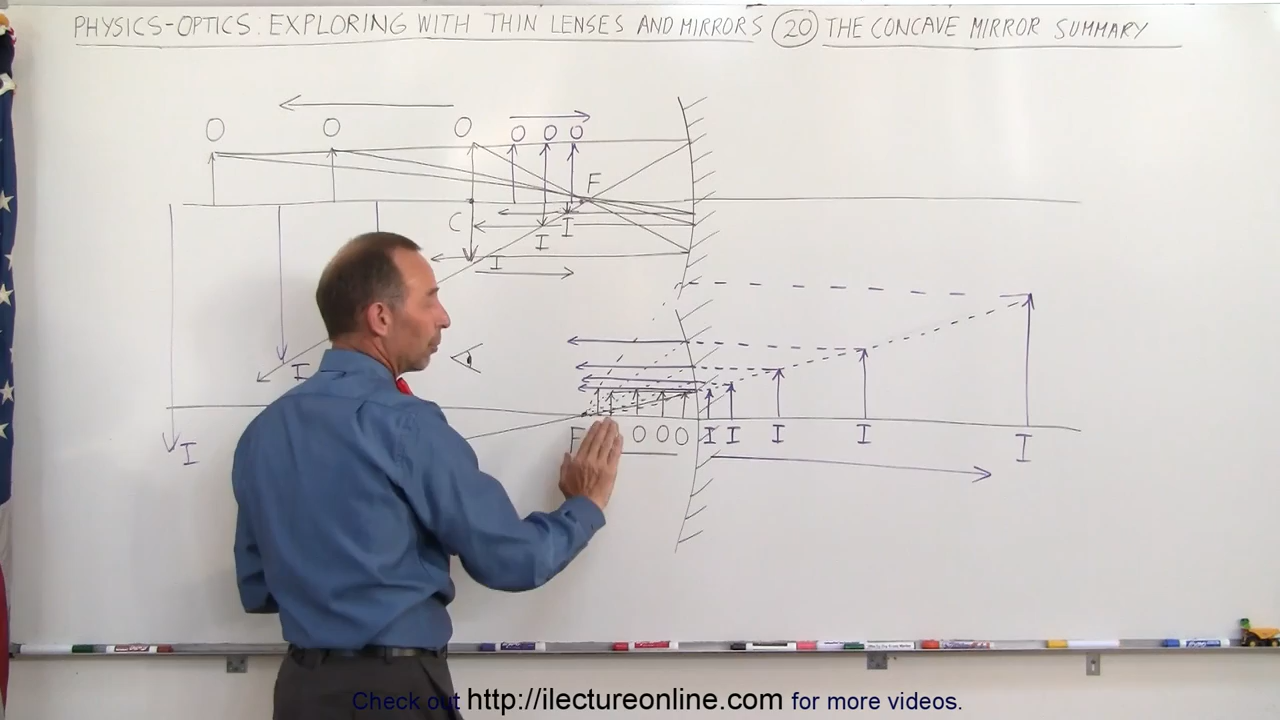 PHYSICS-OPTICS: EXPLORING WITH THIN LENSES AND MIRRORS 20 THE CONCAVE MIRROR SUMMARY
O O O O O O
F
C
I I
I
I
F O O O I I I I I
I
Check out http://ilectureonline.com for more videos.